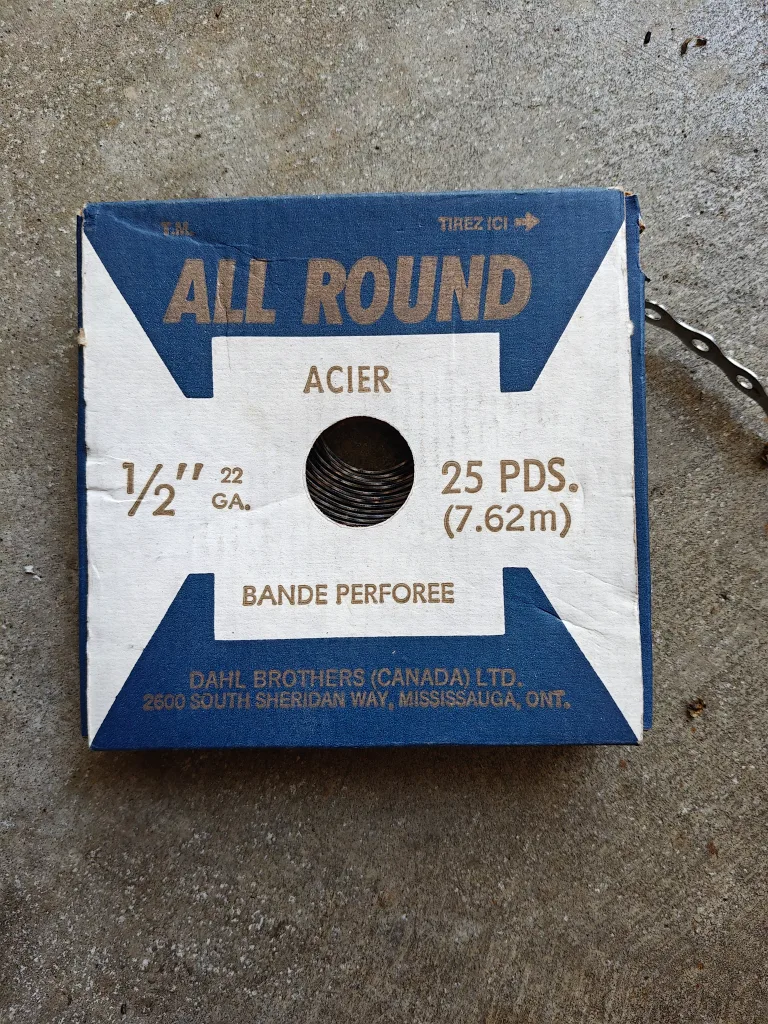 T.M.
TIREZ ICI
ALL ROUND
ACIER
1/2" 22 GA.
25 PDS.
(7.62m)
BANDE PERFOREE
DAHL BROTHERS (CANADA) LTD.
2600 SOUTH SHERIDAN WAY, MISSISSAUGA, ONT.